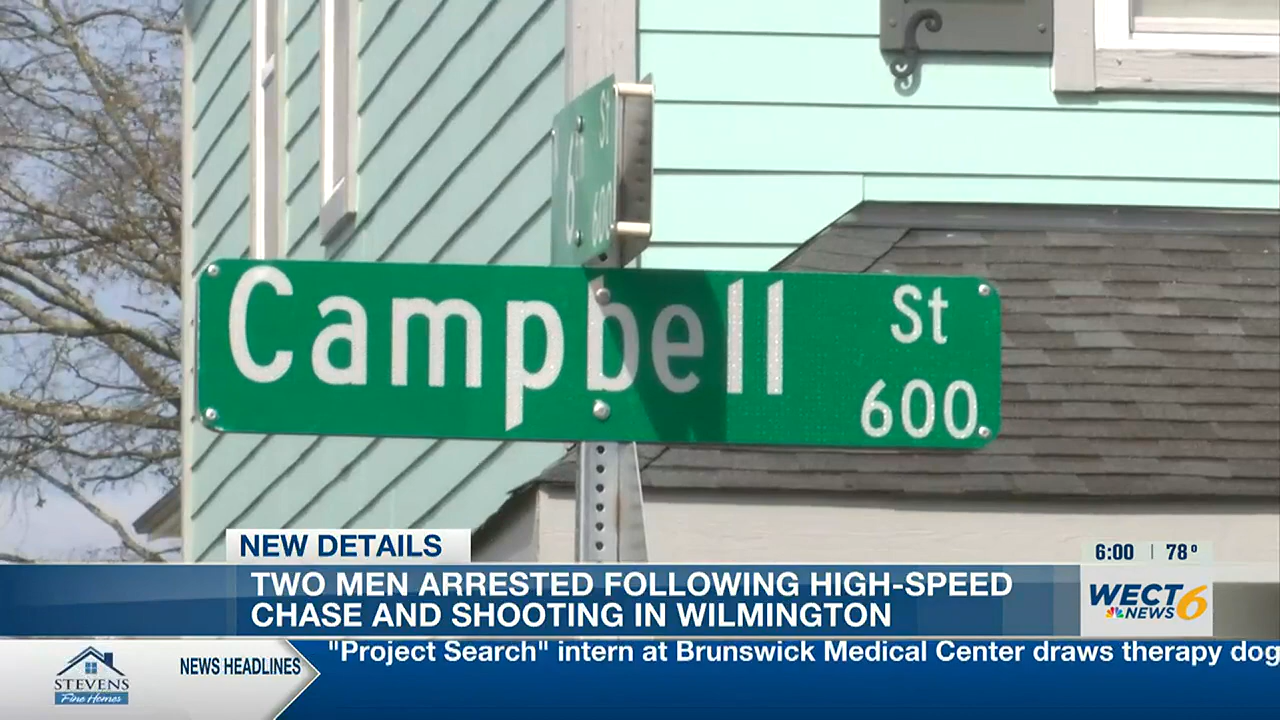 6th St
600
Campbell St
600
NEW DETAILS
TWO MEN ARRESTED FOLLOWING HIGH-SPEED
CHASE AND SHOOTING IN WILMINGTON
6:00 | 78°
WECT 6
NEWS
STEVENS
Fine Homes
NEWS HEADLINES
"Project Search" intern at Brunswick Medical Center draws therapy dog